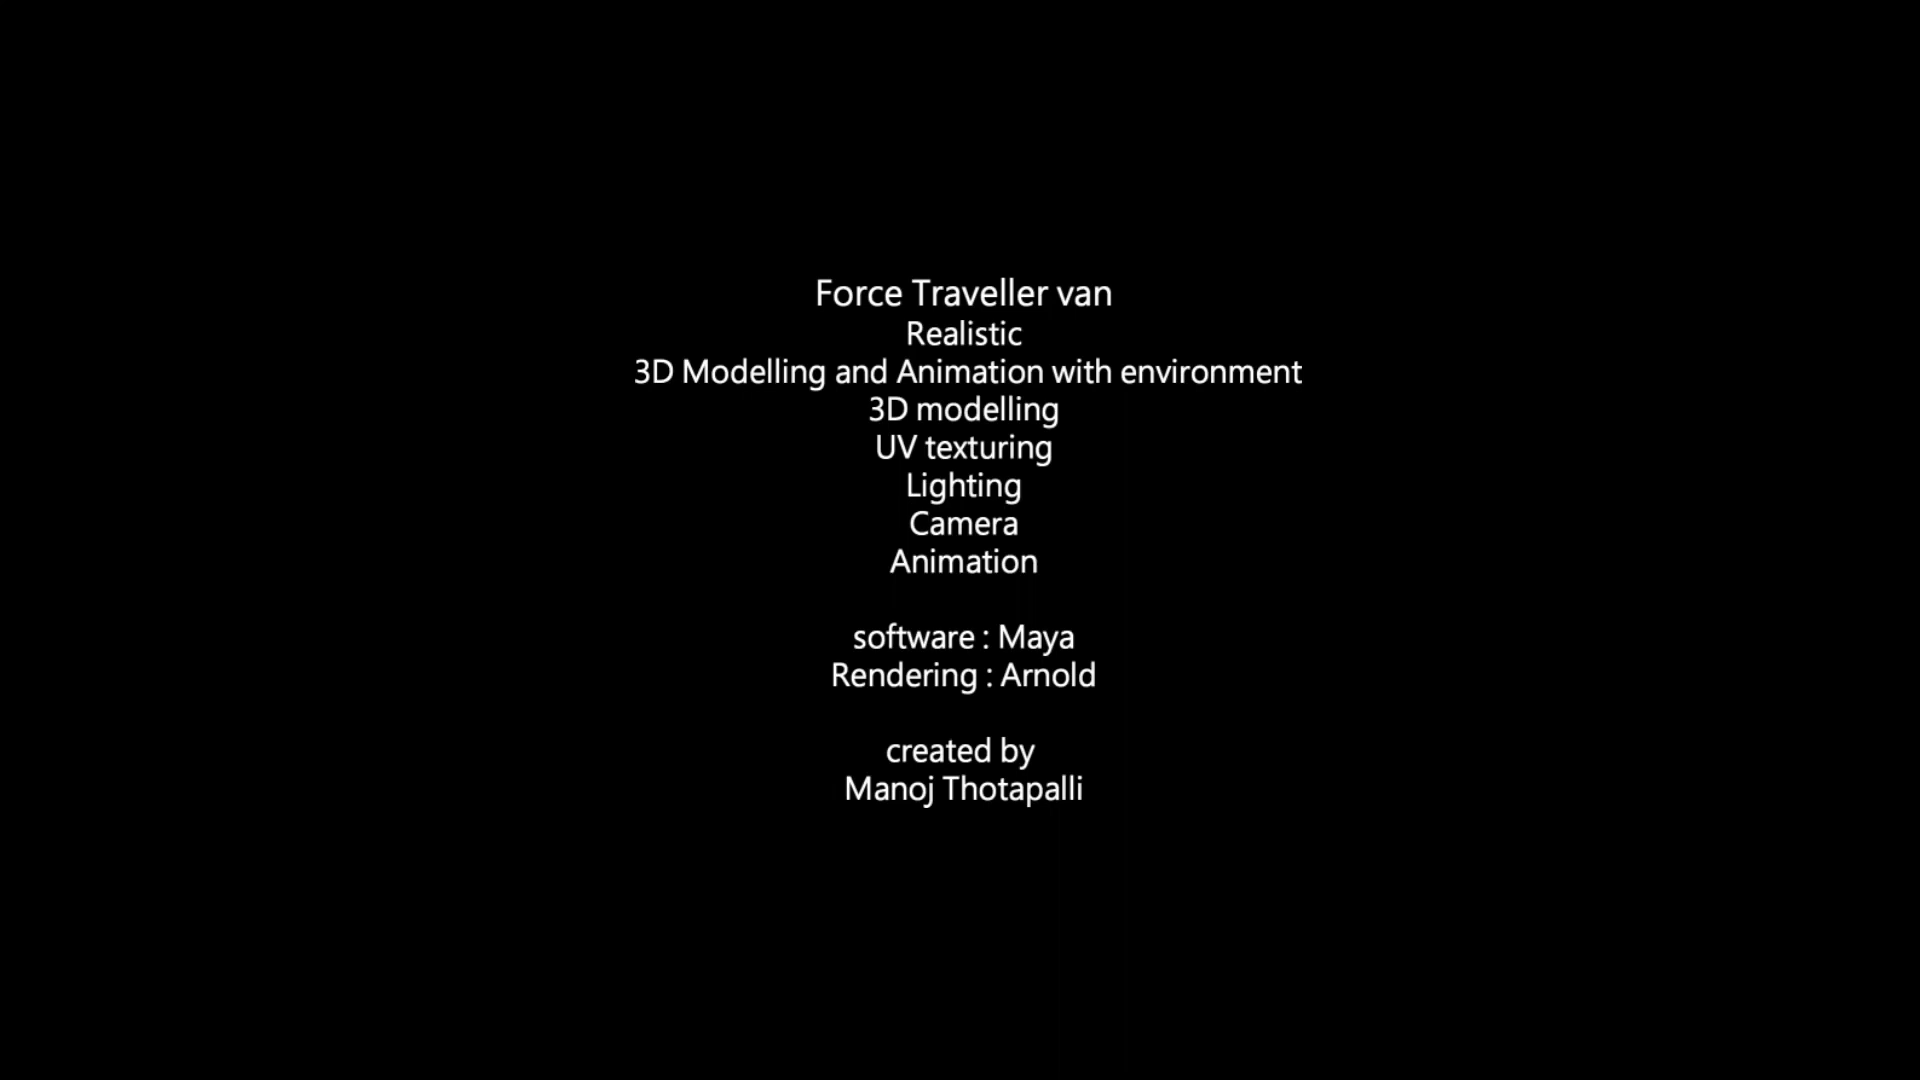 Force Traveller van
Realistic
3D Modelling and Animation with environment
3D modelling
UV texturing
Lighting
Camera
Animation
software : Maya
Rendering : Arnold
created by
Manoj Thotapalli